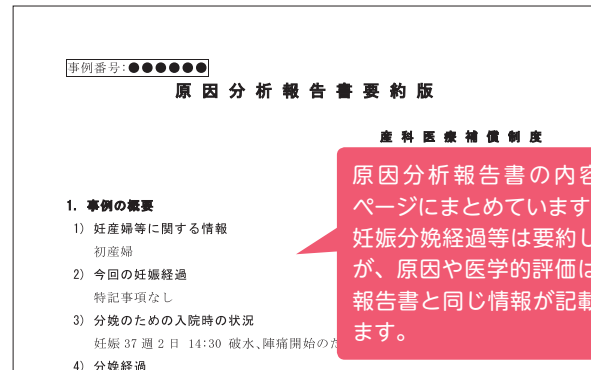 事例番号:●●●●●●
原因分析報告書要約版
産科医療補償制度
1. 事例の概要
1) 妊産婦等に関する情報
初産婦
2) 今回の妊娠経過
特記事項なし
3) 分娩のための入院時の状況
妊娠 37 週 2 日 14:30 破水、陣痛開始のた
4) 分娩経過
原因分析報告書の内容
ページにまとめています
妊娠分娩経過等は要約し
が、原因や医学的評価は
報告書と同じ情報が記載
ます。